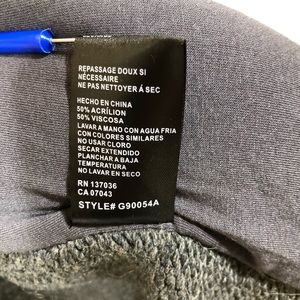 REPASSAGE DOUX SI
NÉCESSAIRE
NE PAS NETTOYER Á SEC
HECHO EN CHINA
50% ACRÍLION
50% VISCOSA
LAVAR A MANO CON AGUA FRIA
CON COLORES SIMILARES
NO USAR CLORO
SECAR EXTENDIDO
PLANCHAR A BAJA
TEMPERATURA
NO LAVAR EN SECO
RN 137036
CA 07043
STYLE# G90054A